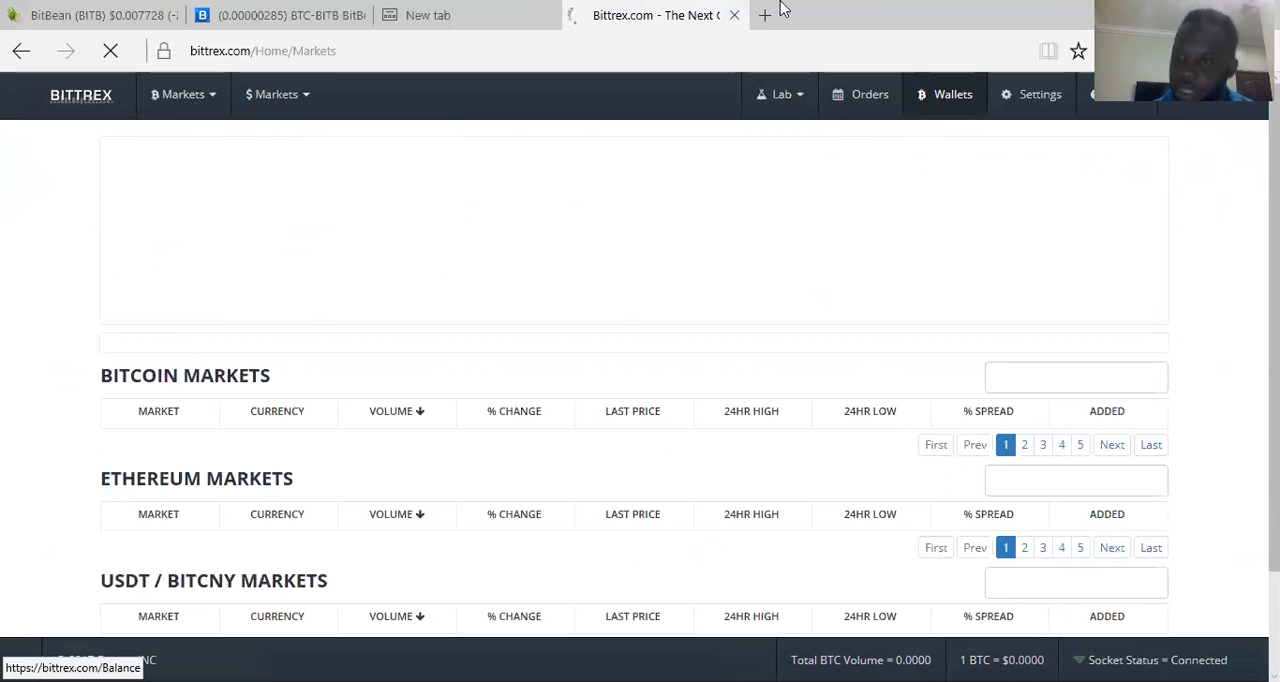 BitBean (BITB) $0.007728 (-
(0.00000285) BTC-BITB BitB
New tab
Bittrex.com - The Next
bittrex.com/Home/Markets
BITTREX
Markets
$ Markets
Lab
Orders
Wallets
Settings
BITCOIN MARKETS
MARKET CURRENCY VOLUME % CHANGE LAST PRICE 24HR HIGH 24HR LOW % SPREAD ADDED
First Prev 1 2 3 4 5 Next Last
ETHEREUM MARKETS
MARKET CURRENCY VOLUME % CHANGE LAST PRICE 24HR HIGH 24HR LOW % SPREAD ADDED
First Prev 1 2 3 4 5 Next Last
USDT / BITCNY MARKETS
MARKET CURRENCY VOLUME % CHANGE LAST PRICE 24HR HIGH 24HR LOW % SPREAD ADDED
INC
Total BTC Volume = 0.0000
1 BTC = $0.0000
Socket Status = Connected
https://bittrex.com/Balance